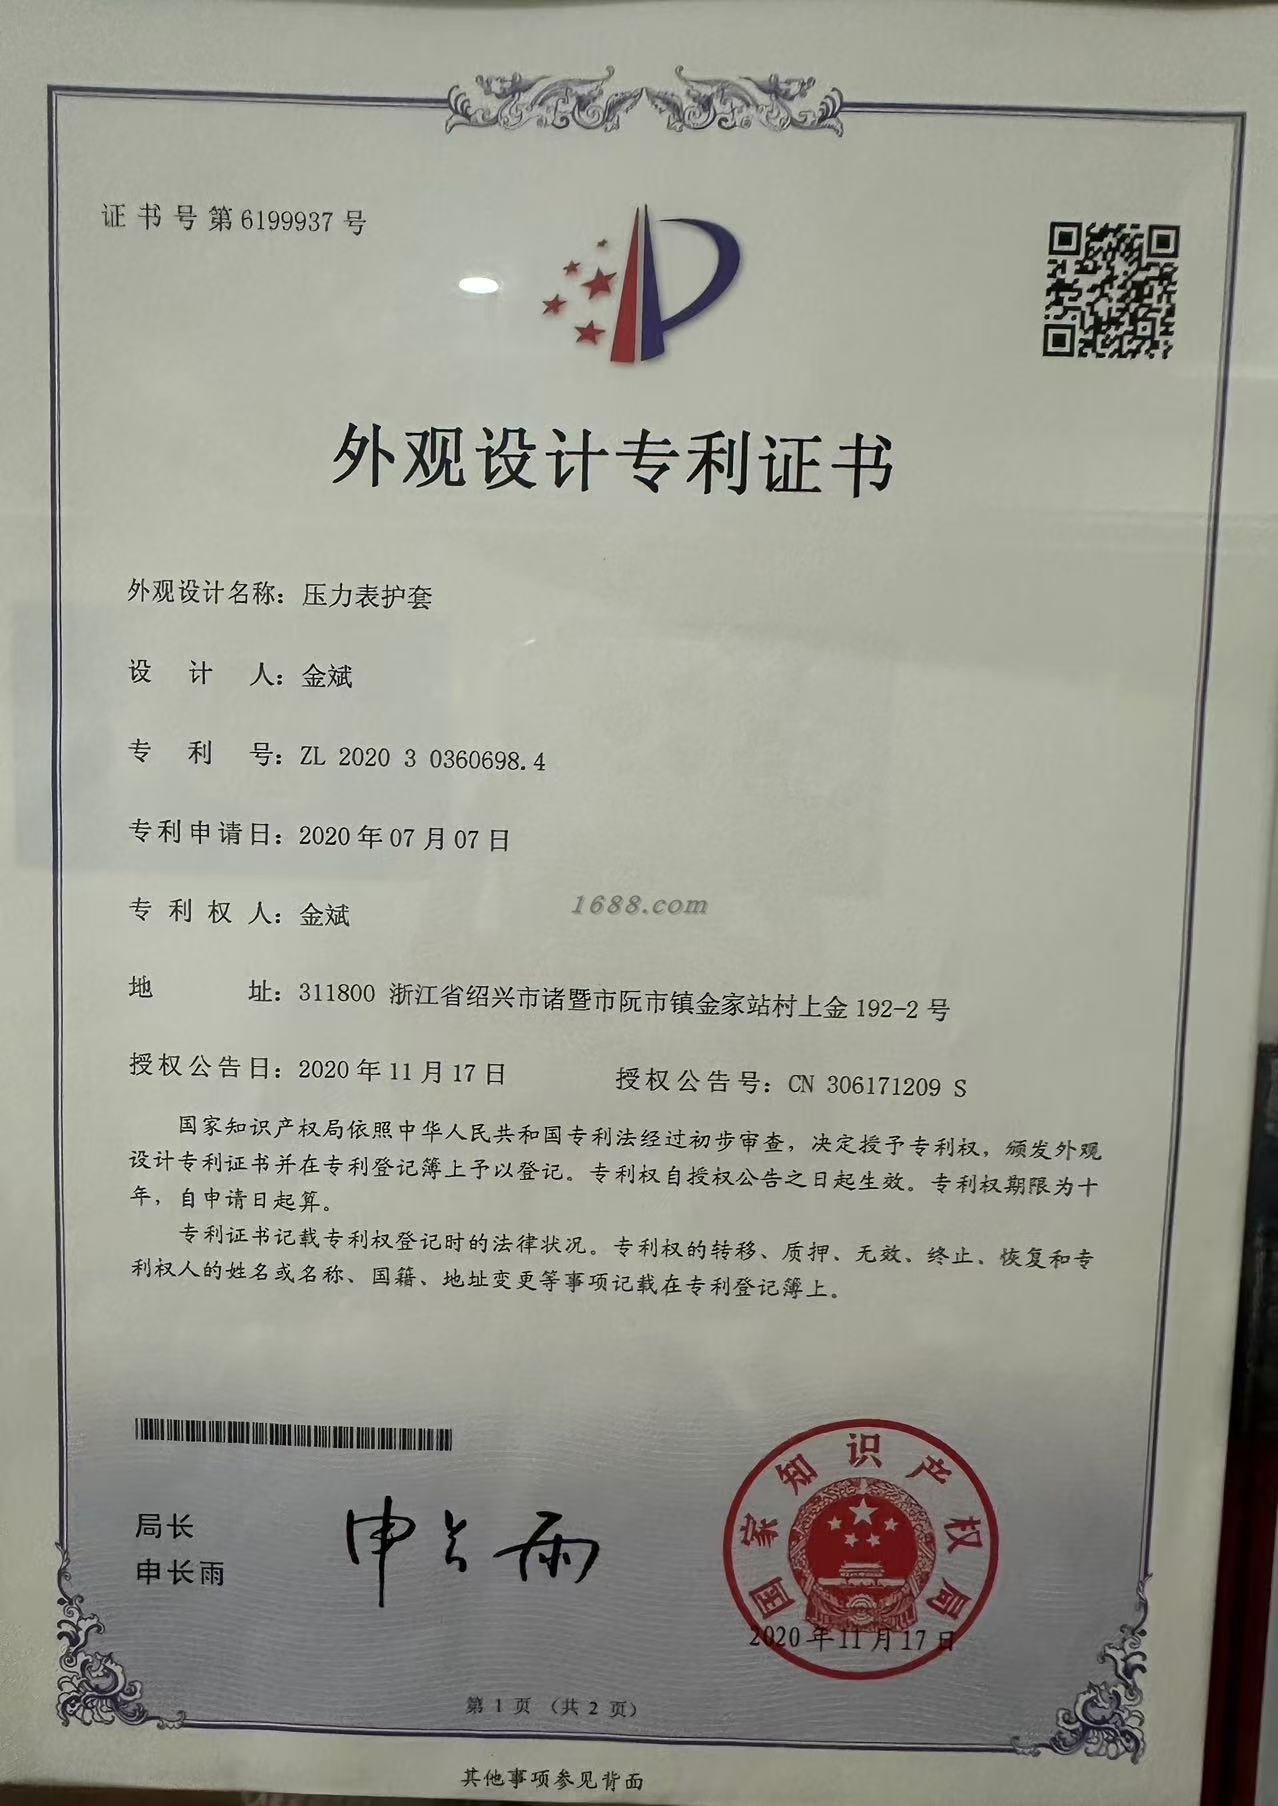 证书号第6199937号
外观设计专利证书
外观设计名称：压力表护套
设计人：金斌
专利号：ZL 2020 3 0360698.4
专利申请日：2020年07月07日
专利权人：金斌
1688.com
地址：311800 浙江省绍兴市诸暨市阮市镇金家站村上金192-2号
授权公告日：2020年11月17日 授权公告号：CN 306171209 S
国家知识产权局依照中华人民共和国专利法经过初步审查，决定授予专利权，颁发外观
设计专利证书并在专利登记簿上予以登记。专利权自授权公告之日起生效。专利权期限为十
年，自申请日起算。
专利证书记载专利权登记时的法律状况。专利权的转移、质押、无效、终止、恢复和专
利权人的姓名或名称、国籍、地址变更等事项记载在专利登记簿上。
局长
申长雨
申长雨
国家知识产权局
2020年11月17日
第 1 页 （共 2 页）
其他事项参见背面